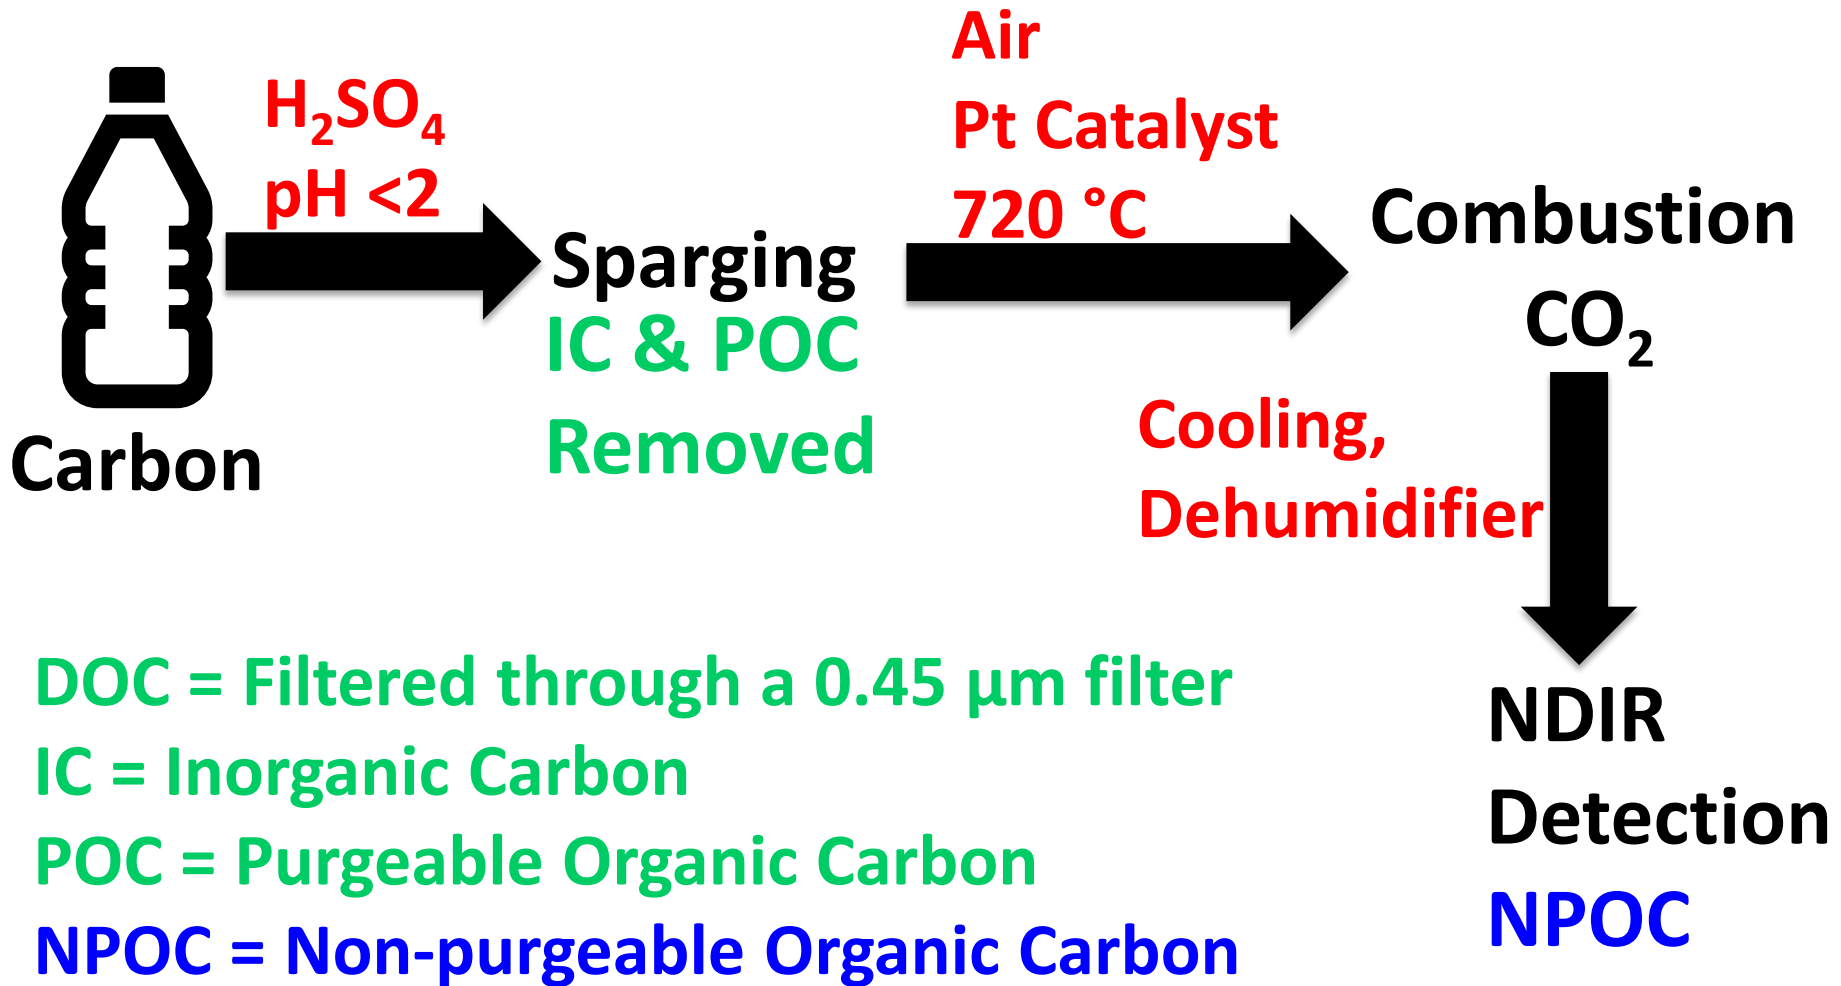 H₂SO₄
pH <2
Carbon
Sparging
IC & POC
Removed
Air
Pt Catalyst
720 °C
Combustion
CO₂
Cooling,
Dehumidifier
NDIR
Detection
NPOC
DOC = Filtered through a 0.45 µm filter
IC = Inorganic Carbon
POC = Purgeable Organic Carbon
NPOC = Non-purgeable Organic Carbon